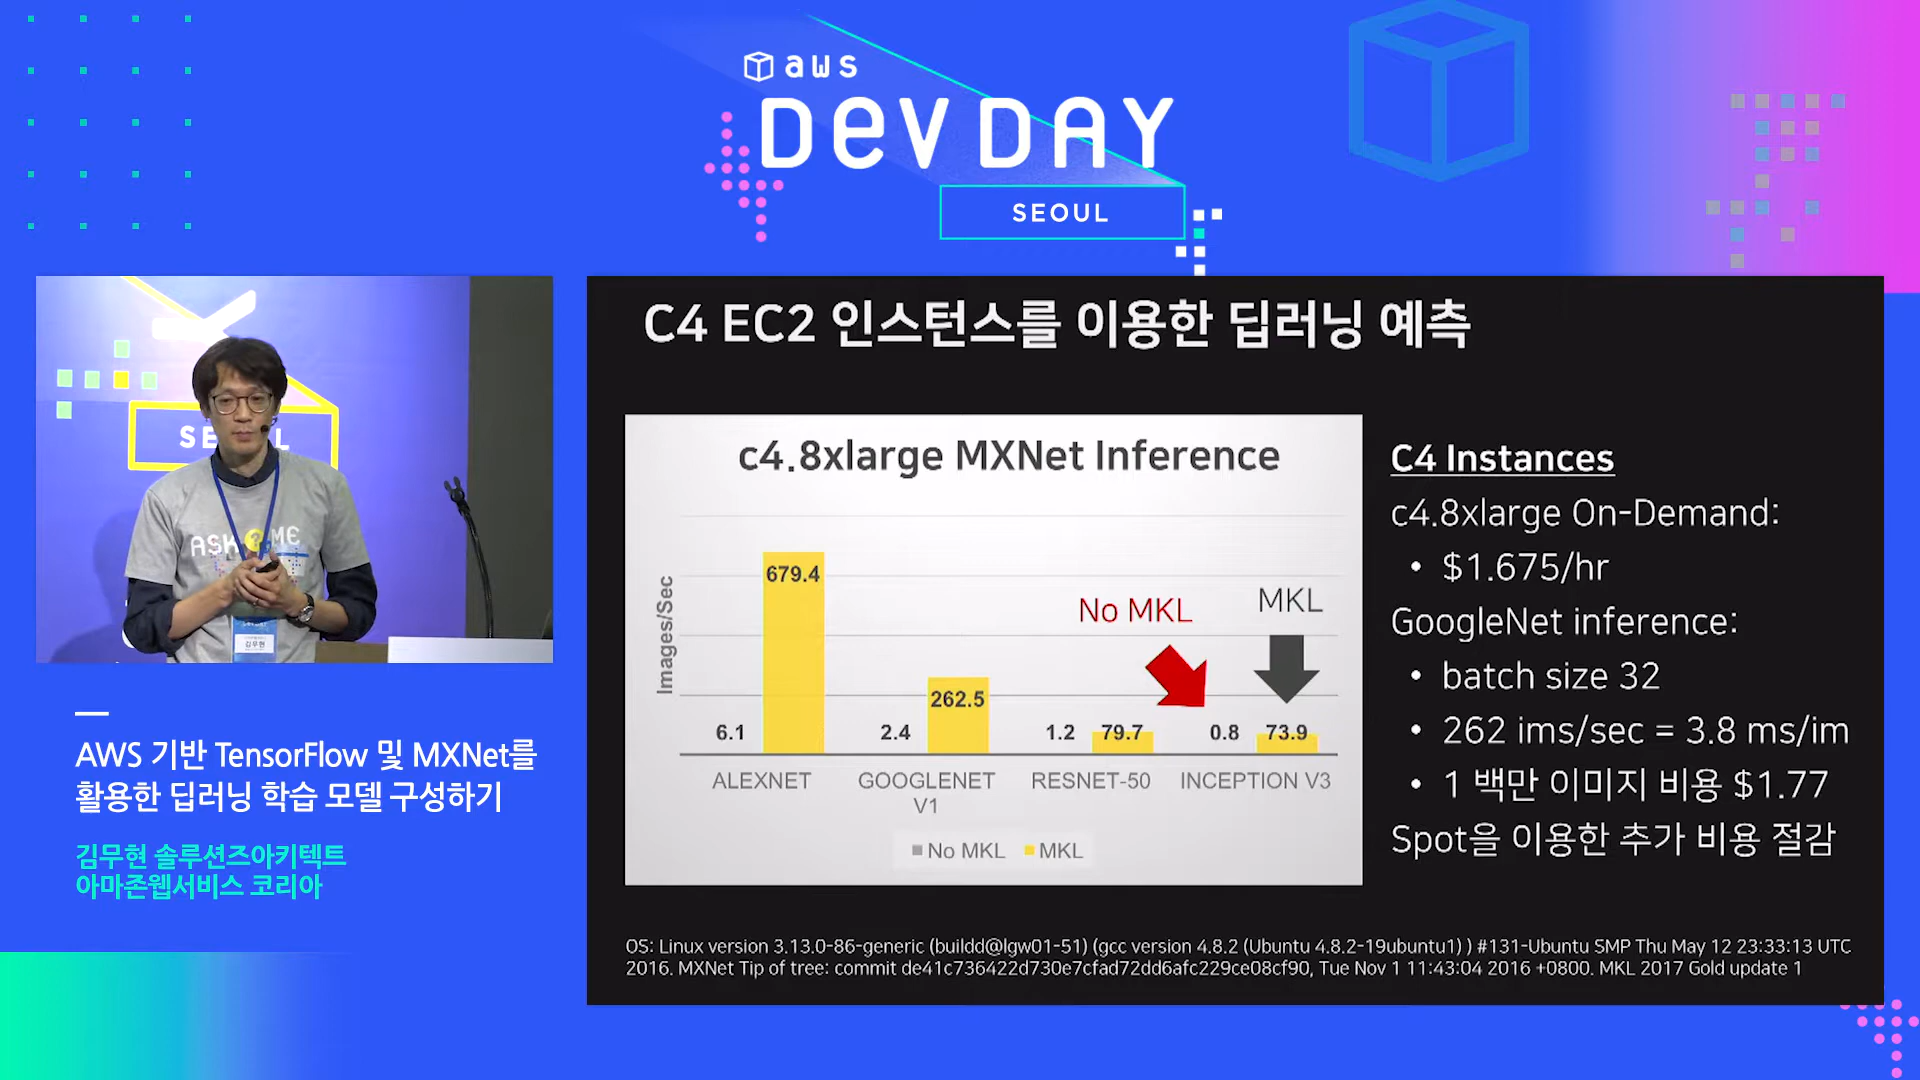 aws
DEV DAY
SEOUL
SE L
ASK ? ME
김무현
AWS 기반 TensorFlow 및 MXNet를
활용한 딥러닝 학습 모델 구성하기
김무현 솔루션즈아키텍트
아마존웹서비스 코리아
C4 EC2 인스턴스를 이용한 딥러닝 예측
c4.8xlarge MXNet Inference
Images/Sec
No MKL
MKL
6.1
679.4
2.4
262.5
1.2
79.7
0.8
73.9
ALEXNET
GOOGLENET
V1
RESNET-50
INCEPTION V3
No MKL
MKL
C4 Instances
c4.8xlarge On-Demand:
• $1.675/hr
GoogleNet inference:
• batch size 32
• 262 ims/sec = 3.8 ms/im
• 1 백만 이미지 비용 $1.77
Spot을 이용한 추가 비용 절감
OS: Linux version 3.13.0-86-generic (buildd@lgw01-51) (gcc version 4.8.2 (Ubuntu 4.8.2-19ubuntu1) ) #131-Ubuntu SMP Thu May 12 23:33:13 UTC
2016. MXNet Tip of tree: commit de41c736422d730e7cfad72dd6afc229ce08cf90, Tue Nov 1 11:43:04 2016 +0800. MKL 2017 Gold update 1